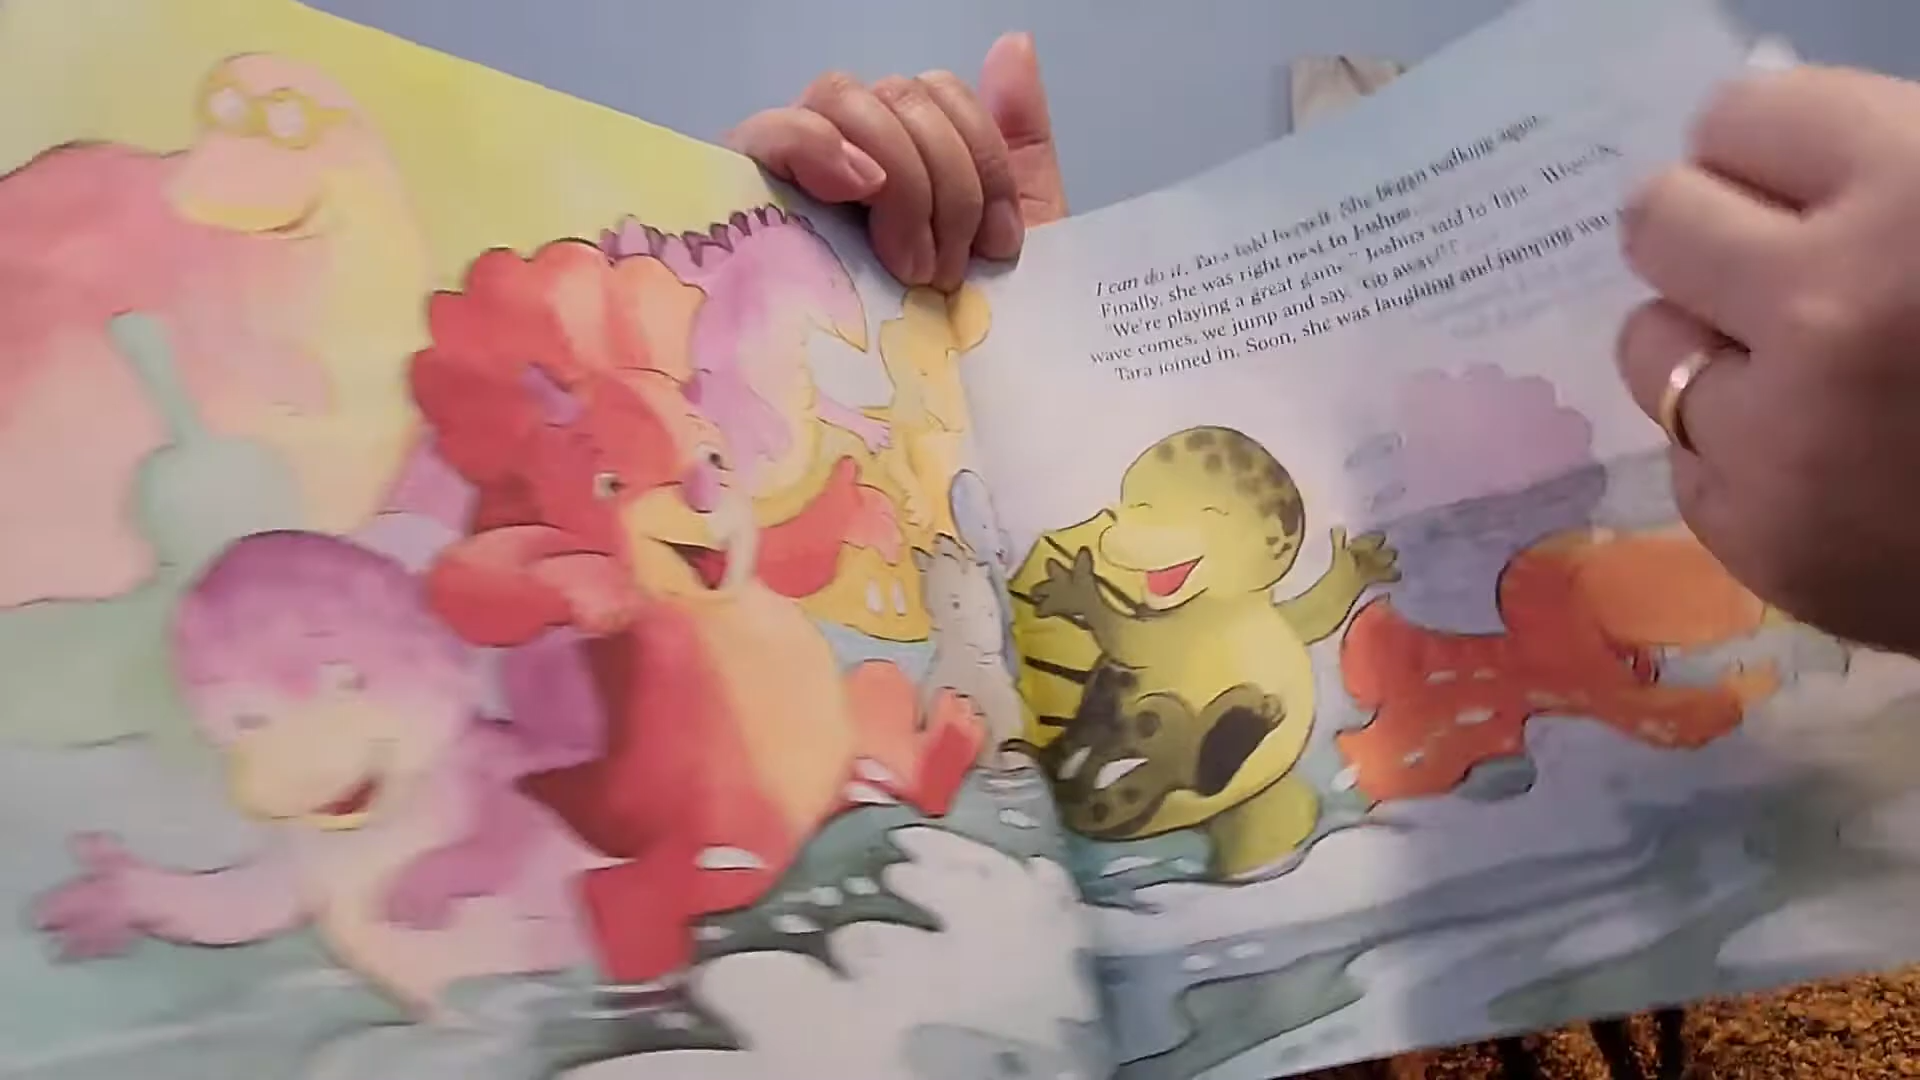 I can do it, Tara told herself. She began walking again.
Finally, she was right next to Joshua.
"We're playing a great game," Joshua said to Tara. "When a
wave comes, we jump and say, 'Go away!'"
Tara joined in. Soon, she was laughing and jumping